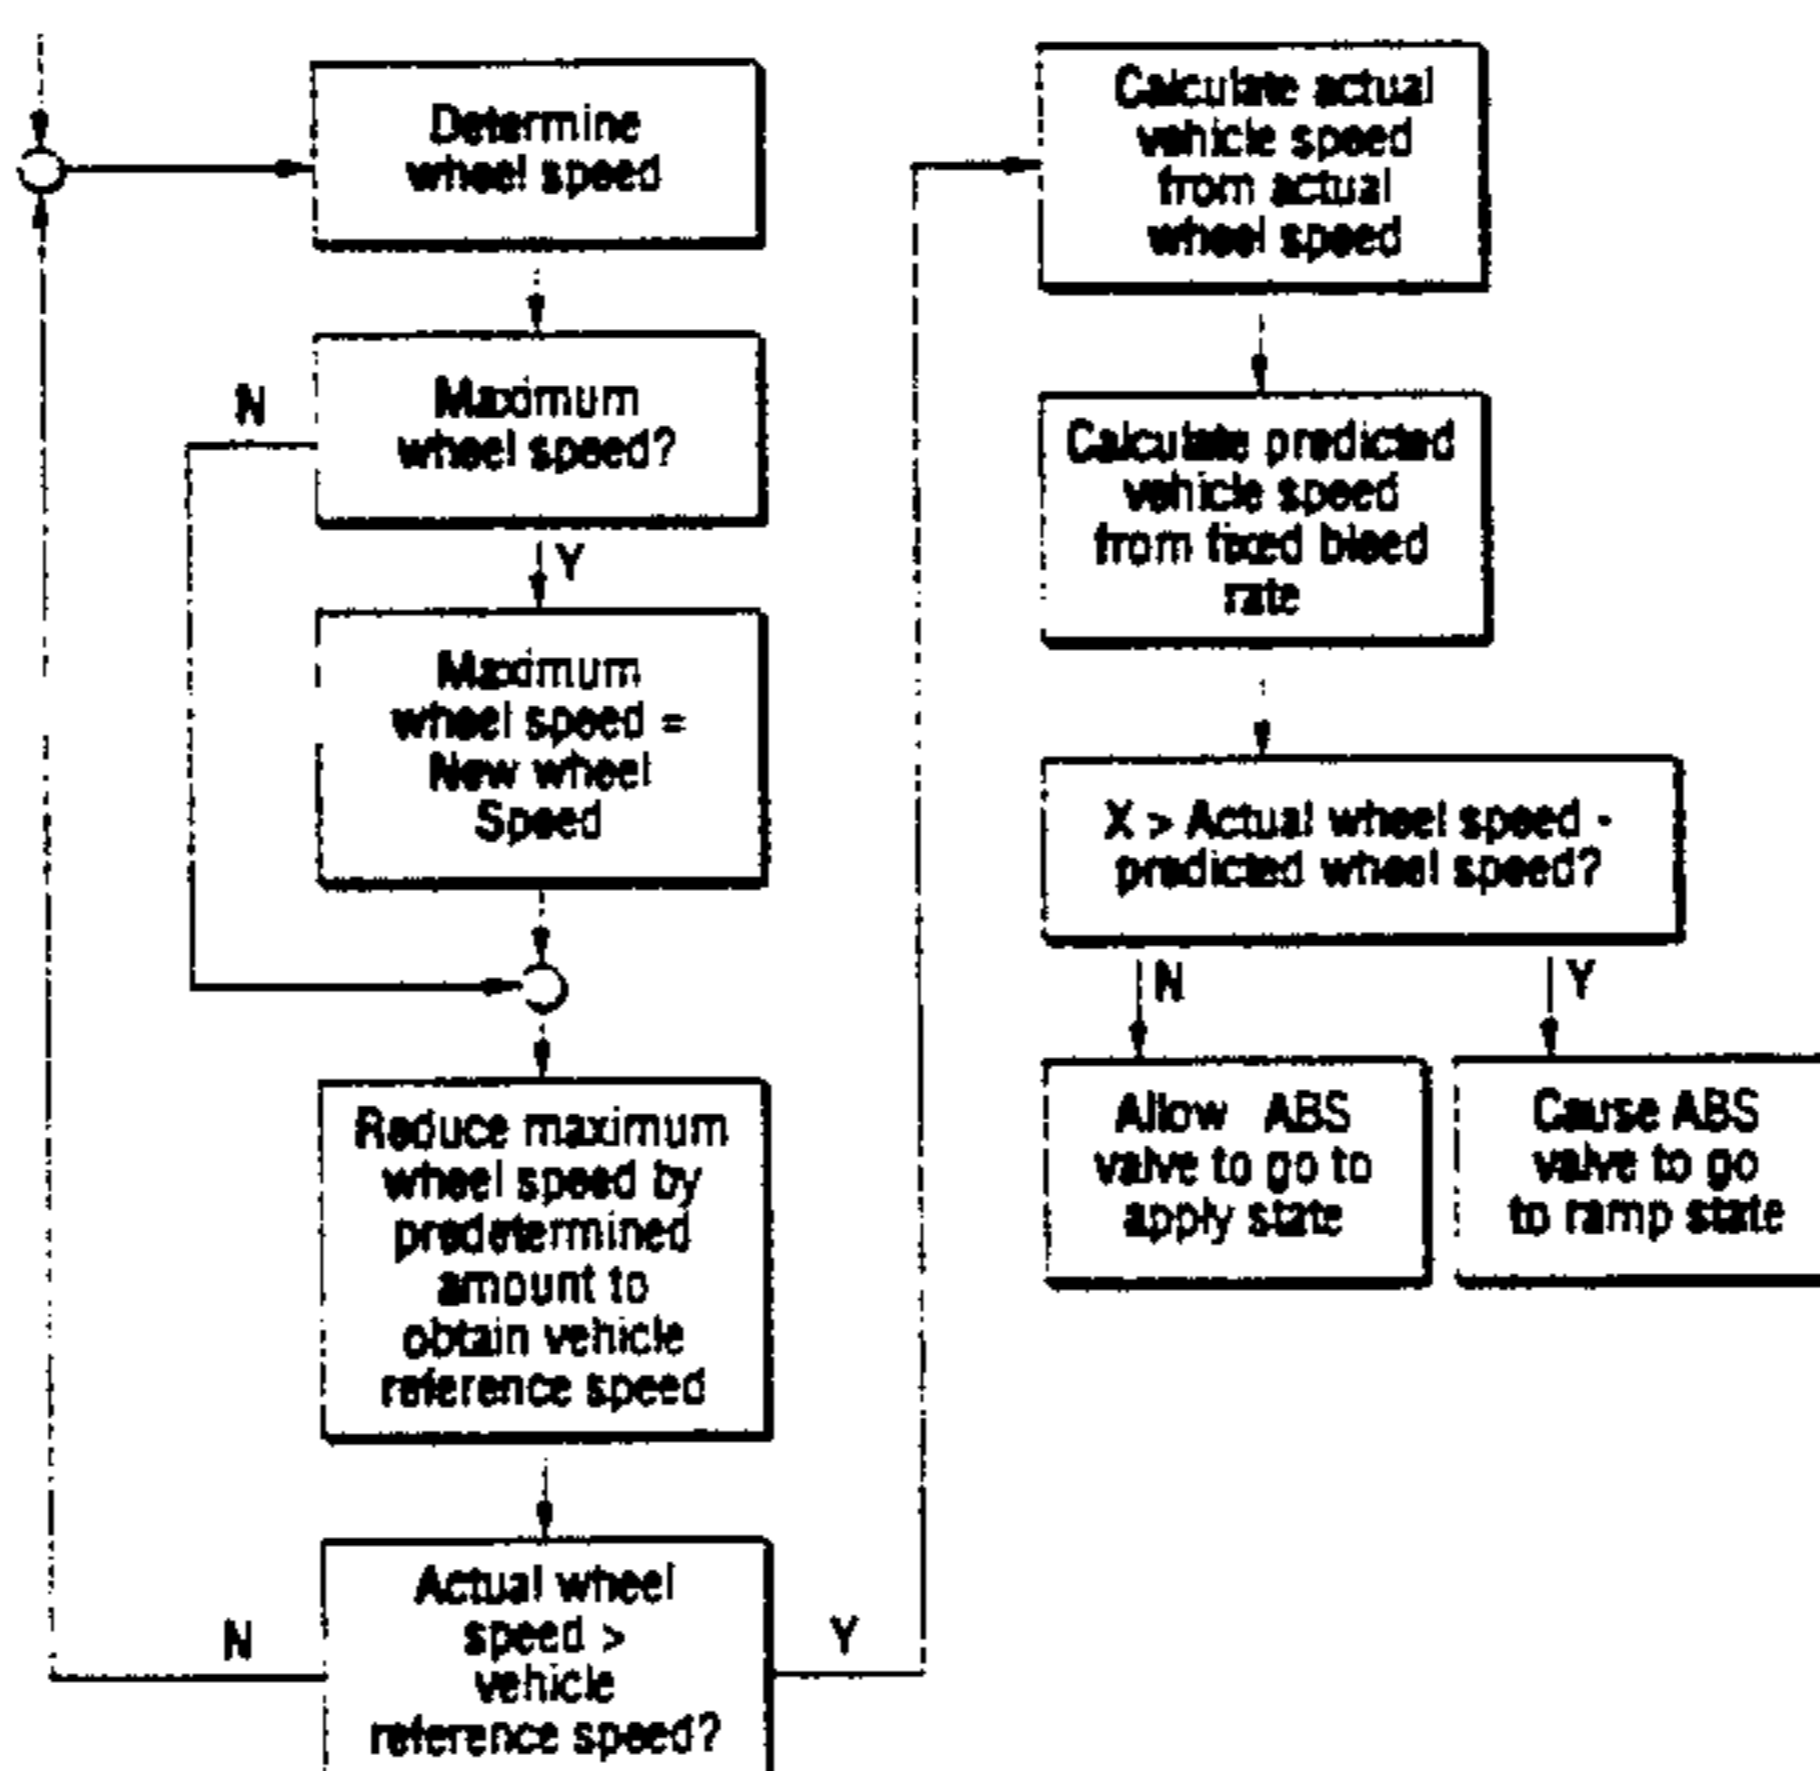 Determine
wheel speed
Maximum
wheel speed?
N
Y
Maximum
wheel speed =
New wheel
Speed
Reduce maximum
wheel speed by
predetermined
amount to
obtain vehicle
reference speed
Actual wheel
speed >
vehicle
reference speed?
N
Y
Calculate actual
vehicle speed
from actual
wheel speed
Calculate predicted
vehicle speed
from fixed bleed
rate
X > Actual wheel speed -
predicted wheel speed?
N
Y
Allow ABS
valve to go to
apply state
Cause ABS
valve to go
to ramp state